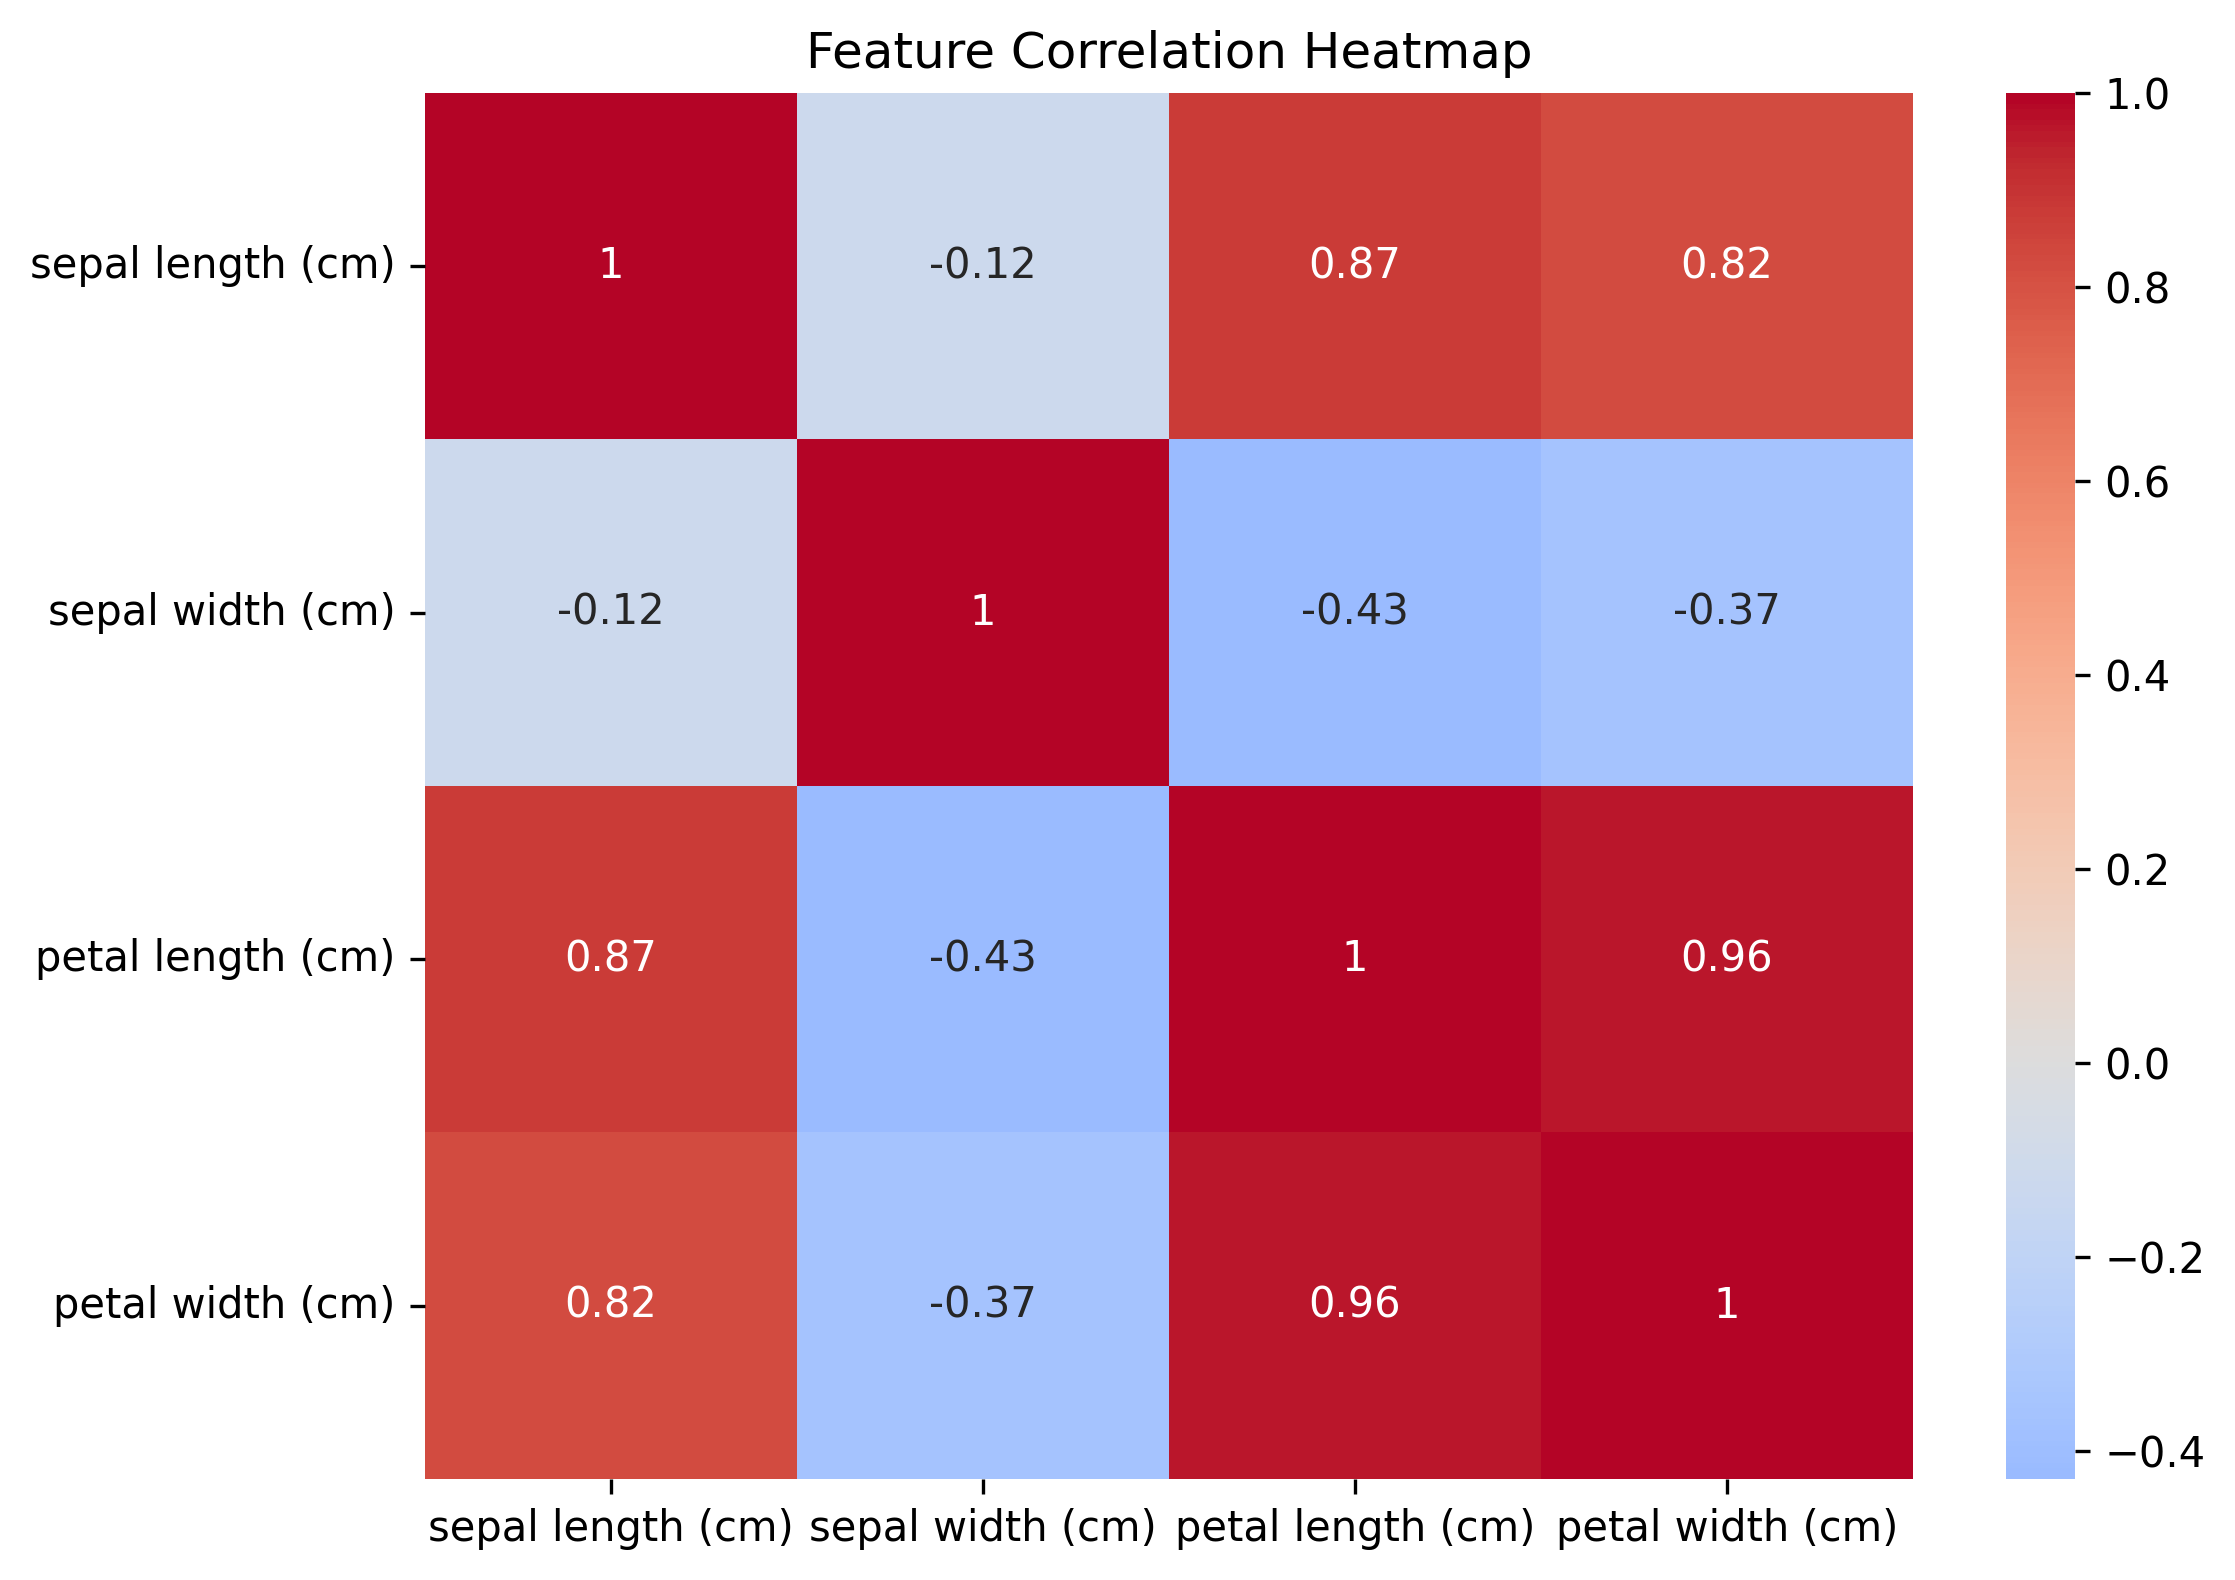 Feature Correlation Heatmap
sepal length (cm) 1 -0.12 0.87 0.82
sepal width (cm) -0.12 1 -0.43 -0.37
petal length (cm) 0.87 -0.43 1 0.96
petal width (cm) 0.82 -0.37 0.96 1
sepal length (cm) sepal width (cm) petal length (cm) petal width (cm)
1.0
0.8
0.6
0.4
0.2
0.0
−0.2
−0.4